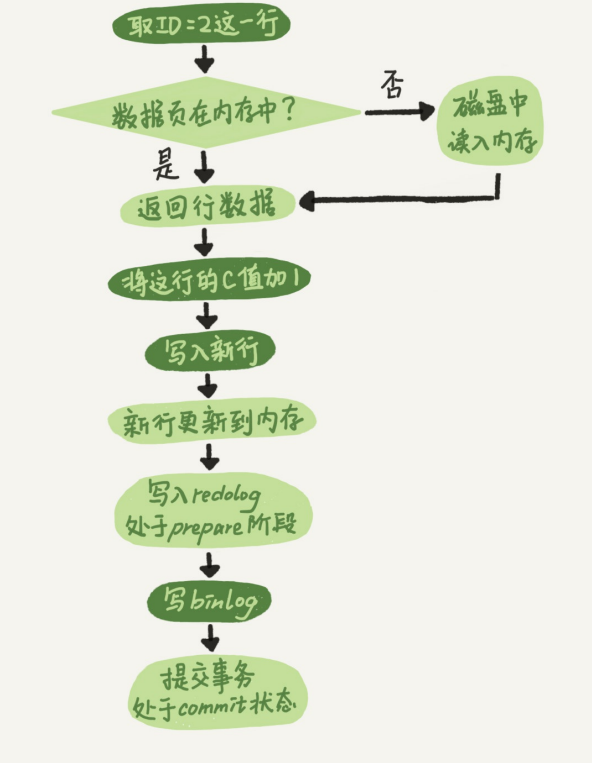 取ID=2这一行
数据页在内存中?
否
磁盘中
读入内存
是
返回行数据
将这行的C值加1
写入新行
新行更新到内存
写入redolog
处于prepare阶段
写binlog
提交事务
处于commit状态